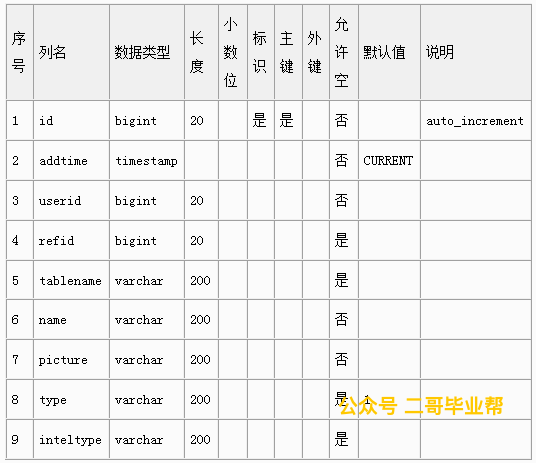 序号 列名 数据类型 长度 小数位 标识 主键 外键 允许空 默认值 说明
1 id bigint 20 是 是 否 auto_increment
2 addtime timestamp 否 CURRENT
3 userid bigint 20 否
4 refid bigint 20 是
5 tablename varchar 200 是
6 name varchar 200 否
7 picture varchar 200 否
8 type varchar 200 是 1
9 inteltype varchar 200 是
公众号 二哥毕业帮